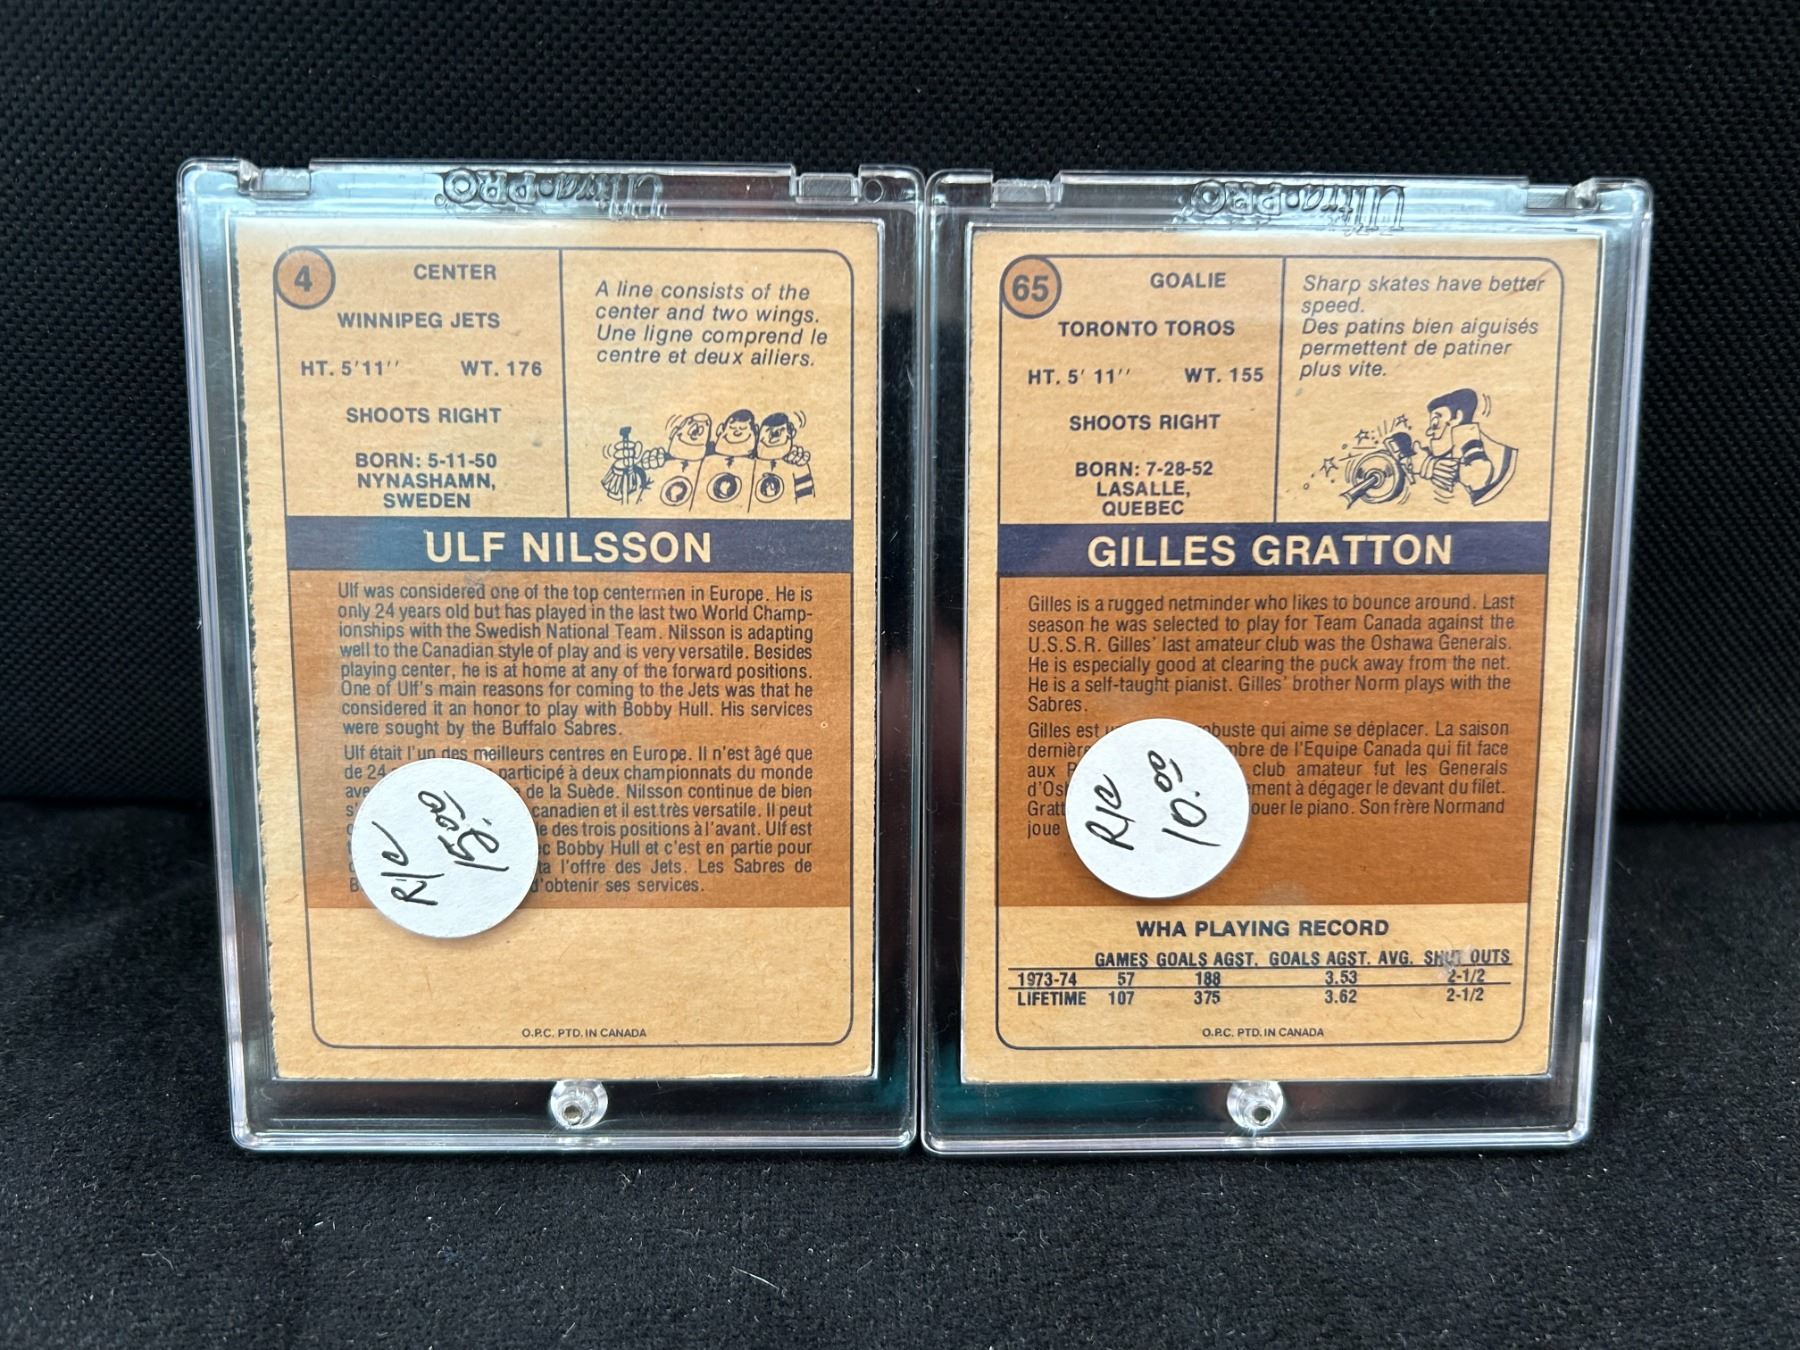 Ultra·PRO
4
CENTER
WINNIPEG JETS
HT. 5'11'' WT. 176
SHOOTS RIGHT
BORN: 5-11-50
NYNASHAMN,
SWEDEN
A line consists of the
center and two wings.
Une ligne comprend le
centre et deux ailiers.
ULF NILSSON
Ulf was considered one of the top centermen in Europe. He is
only 24 years old but has played in the last two World Champ-
ionships with the Swedish National Team. Nilsson is adapting
well to the Canadian style of play and is very versatile. Besides
playing center, he is at home at any of the forward positions.
One of Ulf's main reasons for coming to the Jets was that he
considered it an honor to play with Bobby Hull. His services
were sought by the Buffalo Sabres.
Ulf était l'un des meilleurs centres en Europe. Il n'est âgé que
de 24 participé à deux championnats du monde
de la Suède. Nilsson continue de bien
canadien et il est très versatile. Il peut
des trois positions à l'avant. Ulf est
Bobby Hull et c'est en partie pour
l'offre des Jets. Les Sabres de
d'obtenir ses services.
R/C
15.00
O.P.C. PTD. IN CANADA
Ultra·PRO
65
GOALIE
TORONTO TOROS
HT. 5' 11'' WT. 155
SHOOTS RIGHT
BORN: 7-28-52
LASALLE,
QUEBEC
Sharp skates have better
speed.
Des patins bien aiguisés
permettent de patiner
plus vite.
GILLES GRATTON
Gilles is a rugged netminder who likes to bounce around. Last
season he was selected to play for Team Canada against the
U.S.S.R. Gilles' last amateur club was the Oshawa Generals.
He is especially good at clearing the puck away from the net.
He is a self-taught pianist. Gilles' brother Norm plays with the
Sabres.
Gilles est qui aime se déplacer. La saison
de l'Equipe Canada qui fit face
aux club amateur fut les Generals
à dégager le devant du filet.
le piano. Son frère Normand
joue
R/C
10.00
WHA PLAYING RECORD
GAMES GOALS AGST. GOALS AGST. AVG. SHUT OUTS
1973-74 57 188 3.53 2-1/2
LIFETIME 107 375 3.62 2-1/2
O.P.C. PTD. IN CANADA